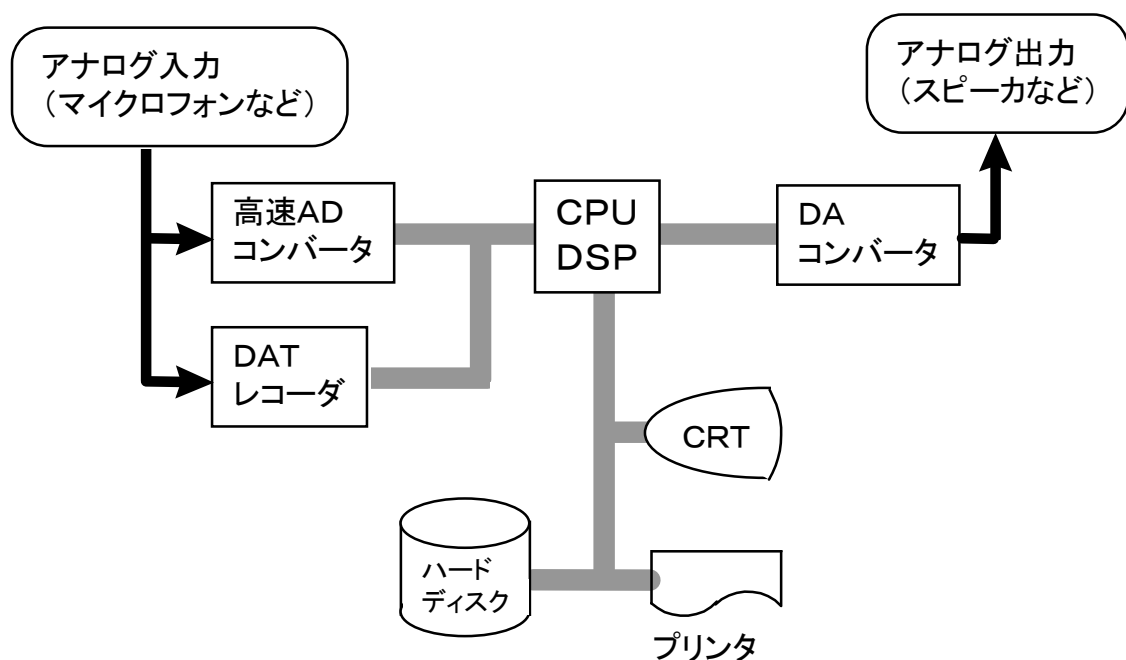 アナログ入力
（マイクロフォンなど）
アナログ出力
（スピーカなど）
高速AD
コンバータ
CPU
DSP
DA
コンバータ
DAT
レコーダ
CRT
ハード
ディスク
プリンタ